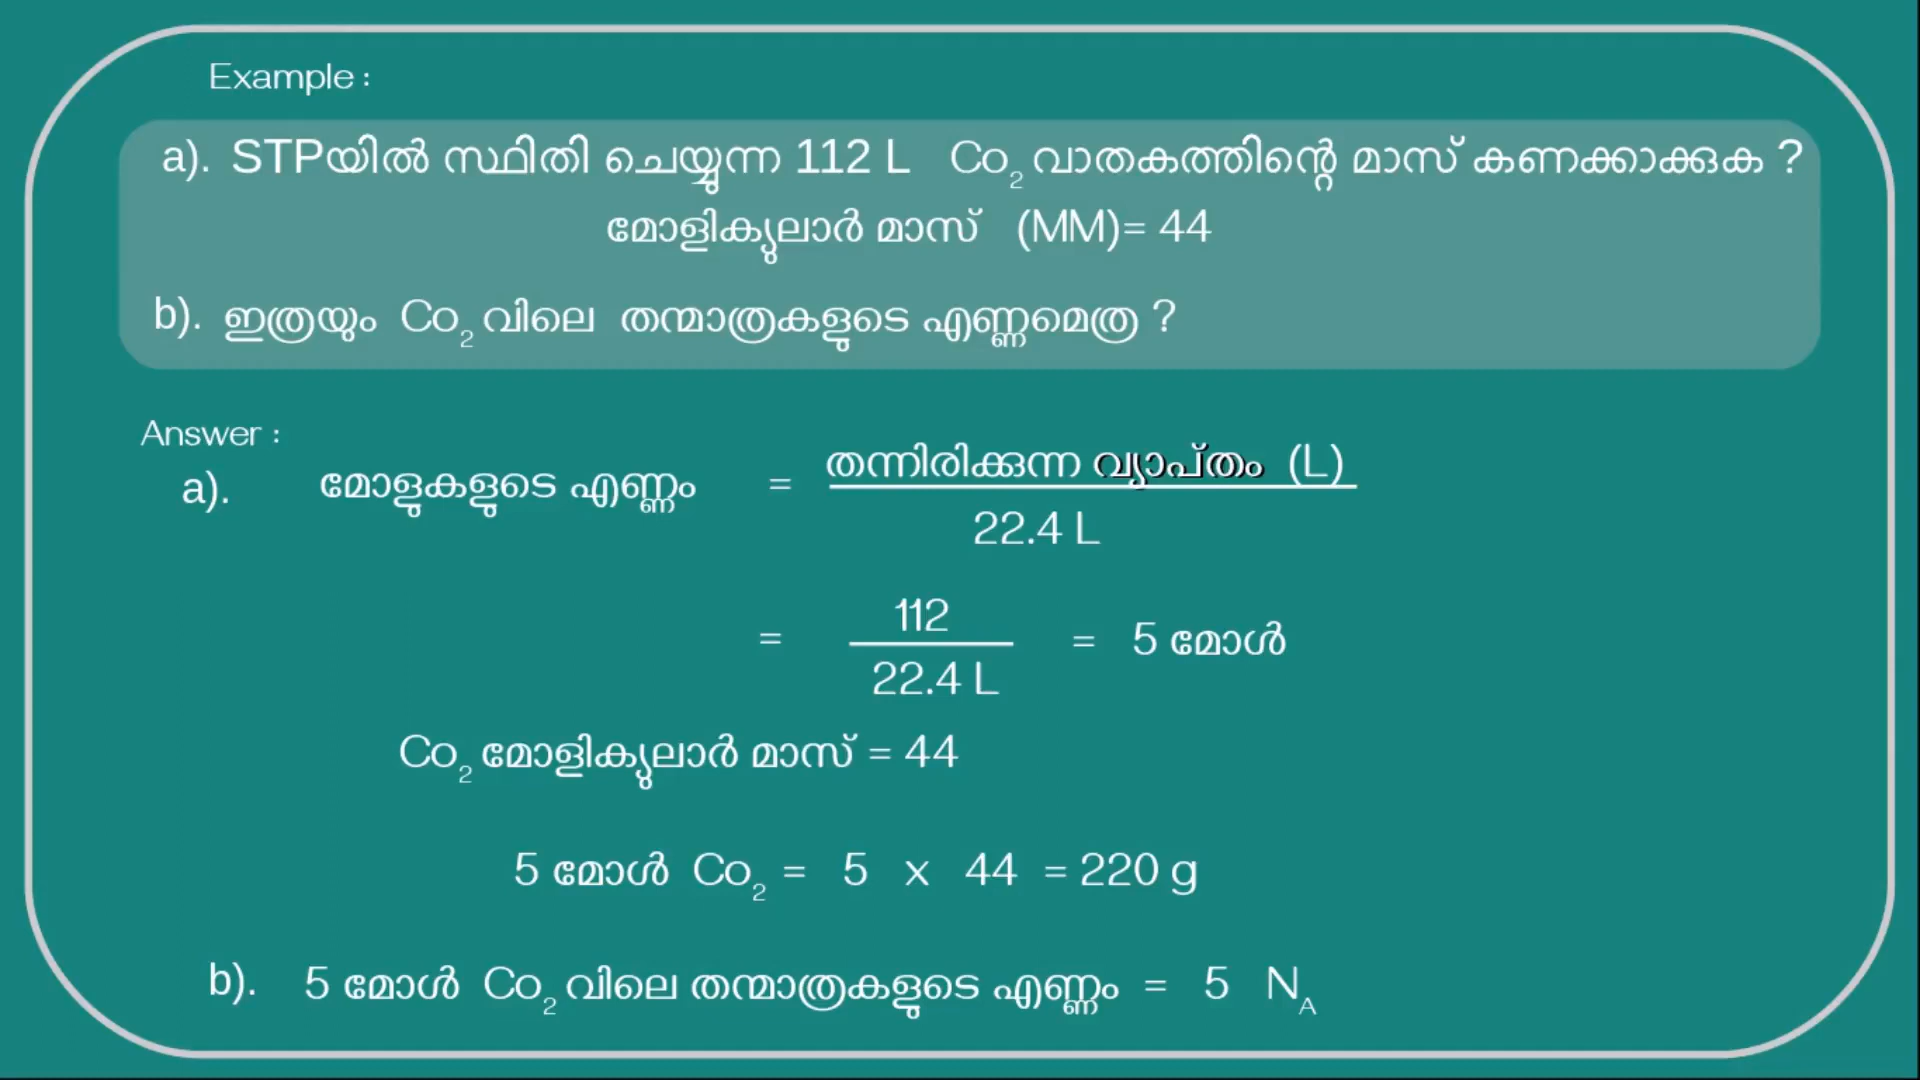 Example :
a). STPയിൽ സ്ഥിതി ചെയ്യുന്ന 112 L Co₂ വാതകത്തിന്റെ മാസ് കണക്കാക്കുക ?
മോളിക്യുലാർ മാസ് (MM)= 44
b). ഇത്രയും Co₂ വിലെ തന്മാത്രകളുടെ എണ്ണമെത്ര ?
Answer :
a). മോളുകളുടെ എണ്ണം = തന്നിരിക്കുന്ന വ്യാപ്തം (L)
22.4 L
= 112
22.4 L
= 5 മോൾ
Co₂ മോളിക്യുലാർ മാസ് = 44
5 മോൾ Co₂ = 5 x 44 = 220 g
b). 5 മോൾ Co₂ വിലെ തന്മാത്രകളുടെ എണ്ണം = 5 N_A